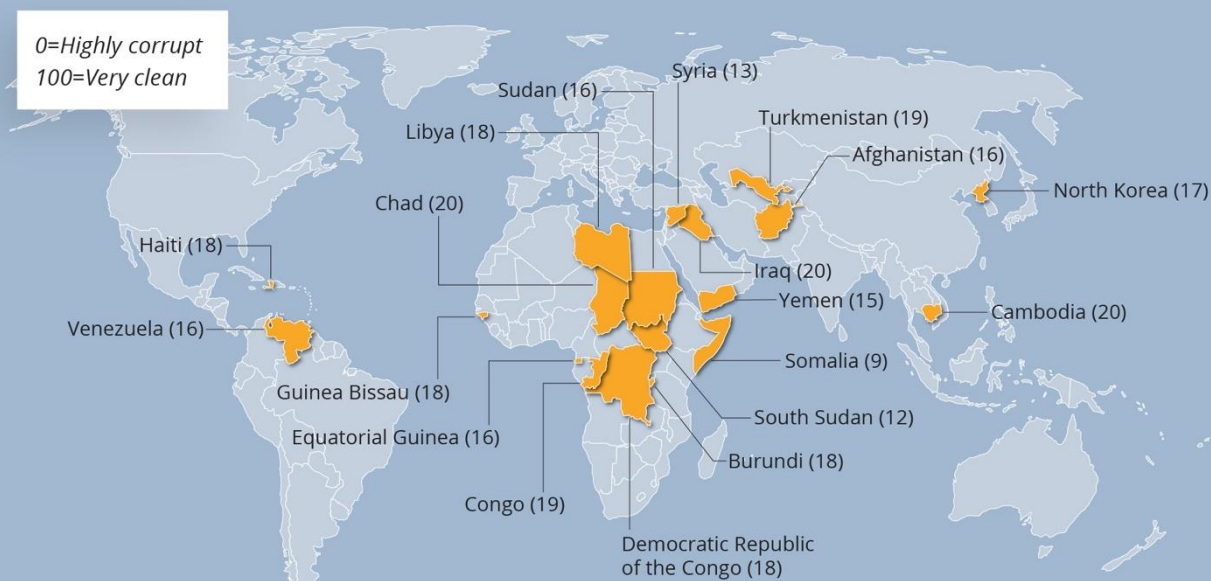 0=Highly corrupt
100=Very clean
Syria (13)
Sudan (16)
Turkmenistan (19)
Libya (18)
Afghanistan (16)
North Korea (17)
Chad (20)
Haiti (18)
Iraq (20)
Yemen (15)
Cambodia (20)
Venezuela (16)
Somalia (9)
Guinea Bissau (18)
South Sudan (12)
Equatorial Guinea (16)
Burundi (18)
Congo (19)
Democratic Republic
of the Congo (18)